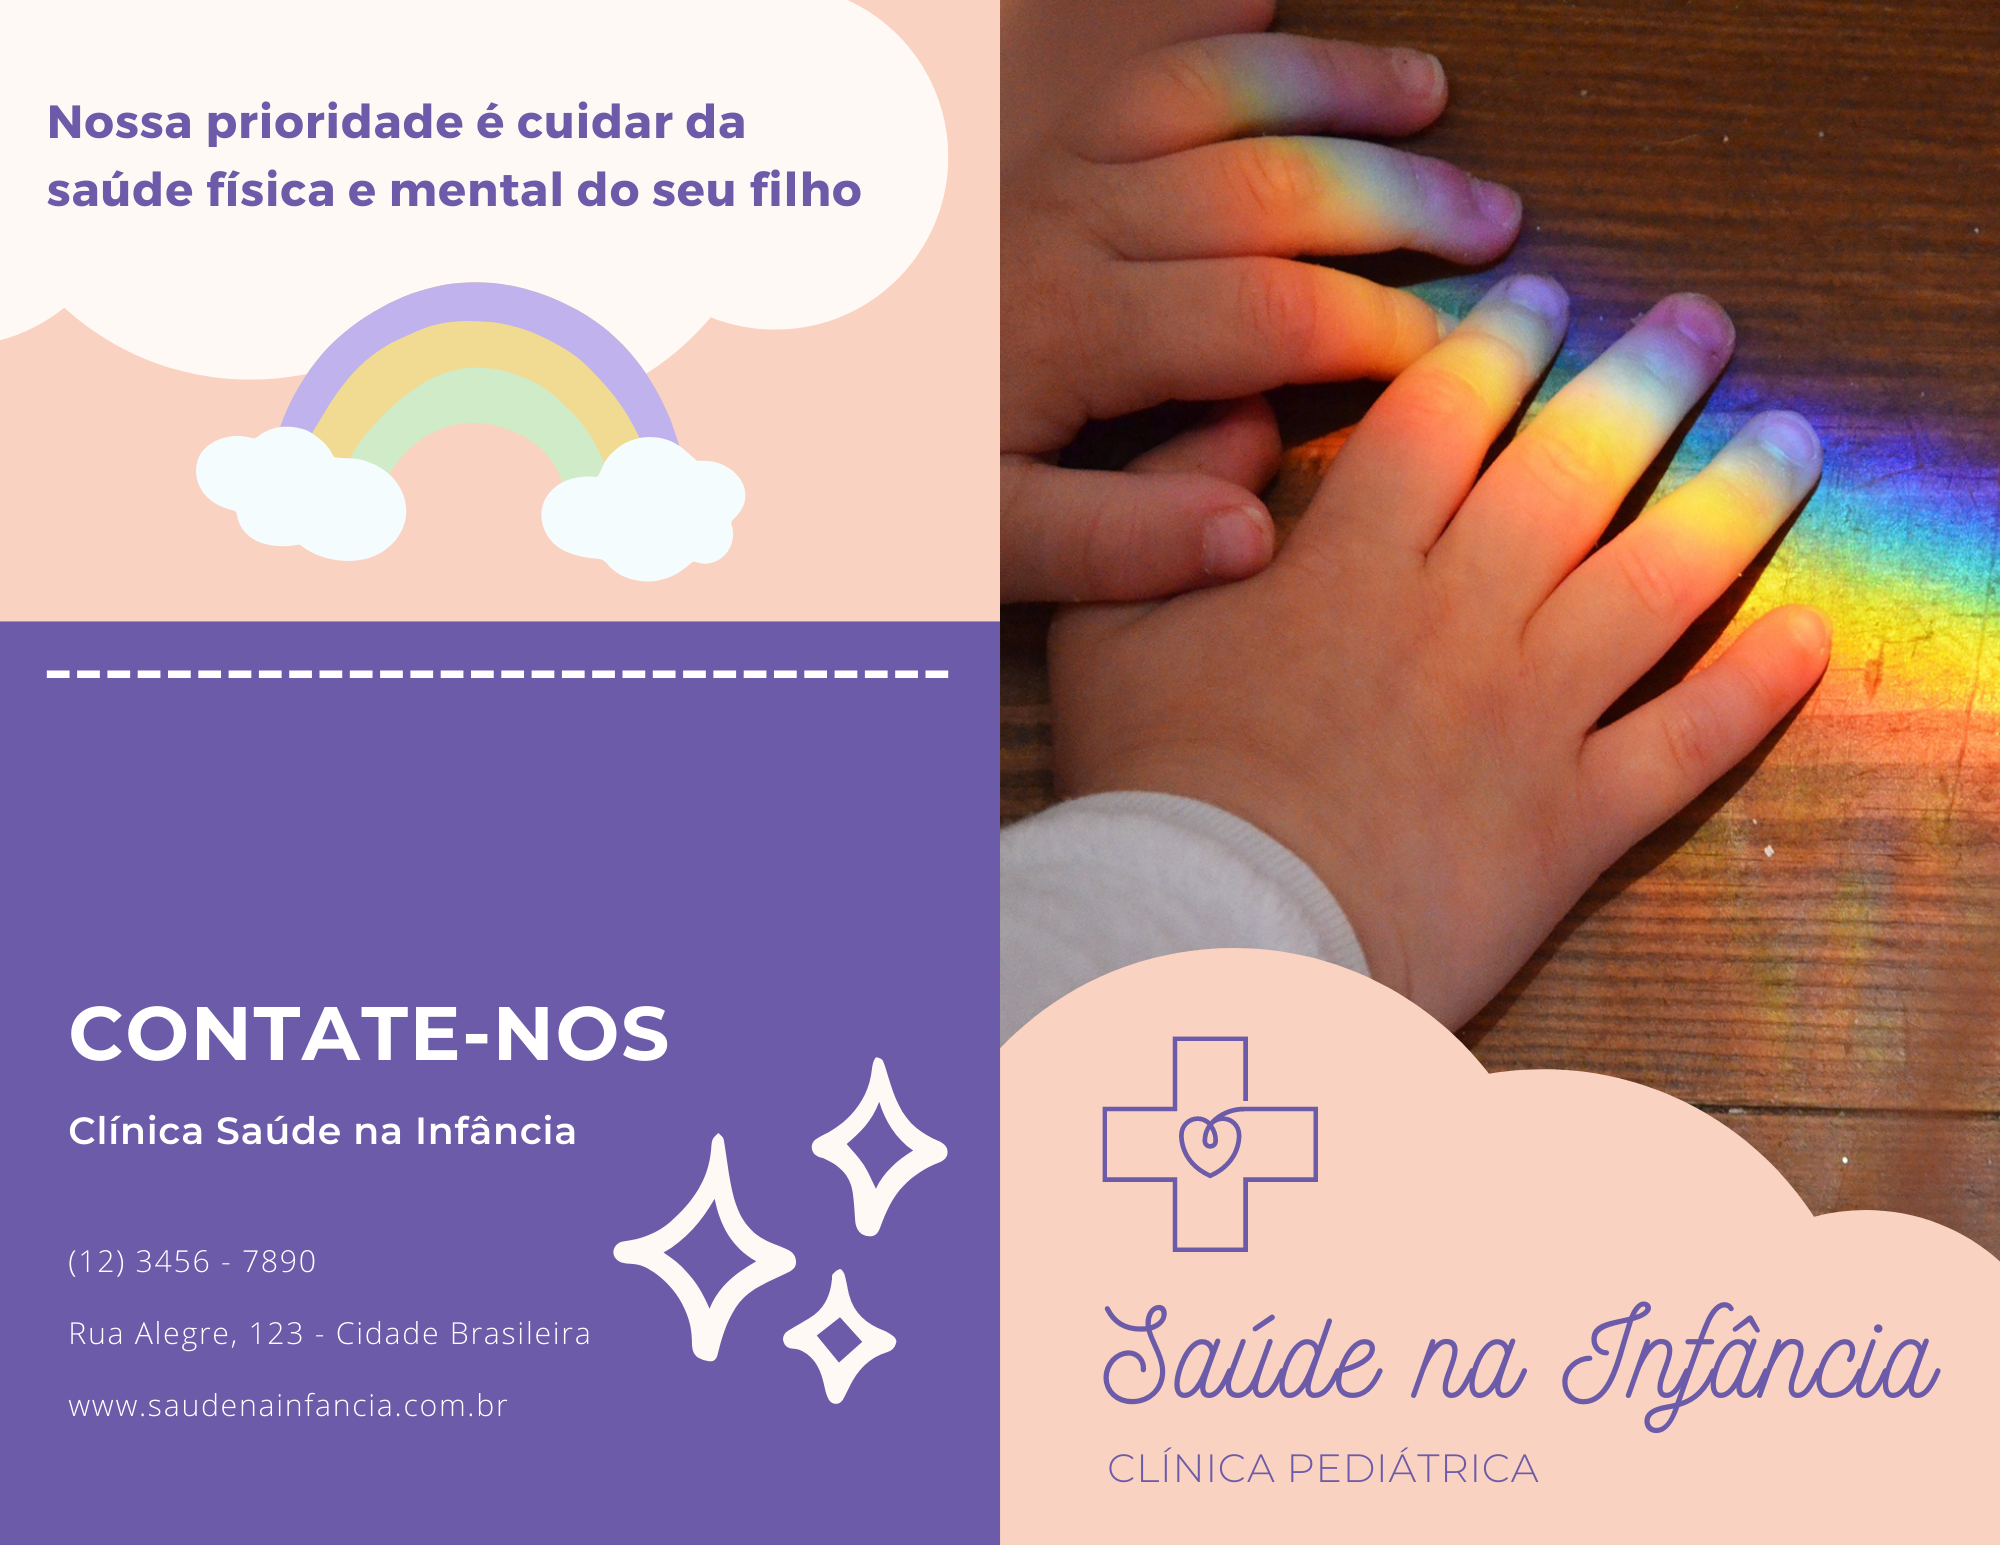 Nossa prioridade é cuidar da
saúde física e mental do seu filho
CONTATE-NOS
Clínica Saúde na Infância
(12) 3456 - 7890
Rua Alegre, 123 - Cidade Brasileira
www.saudenainfancia.com.br
Saúde na Infância
CLÍNICA PEDIÁTRICA